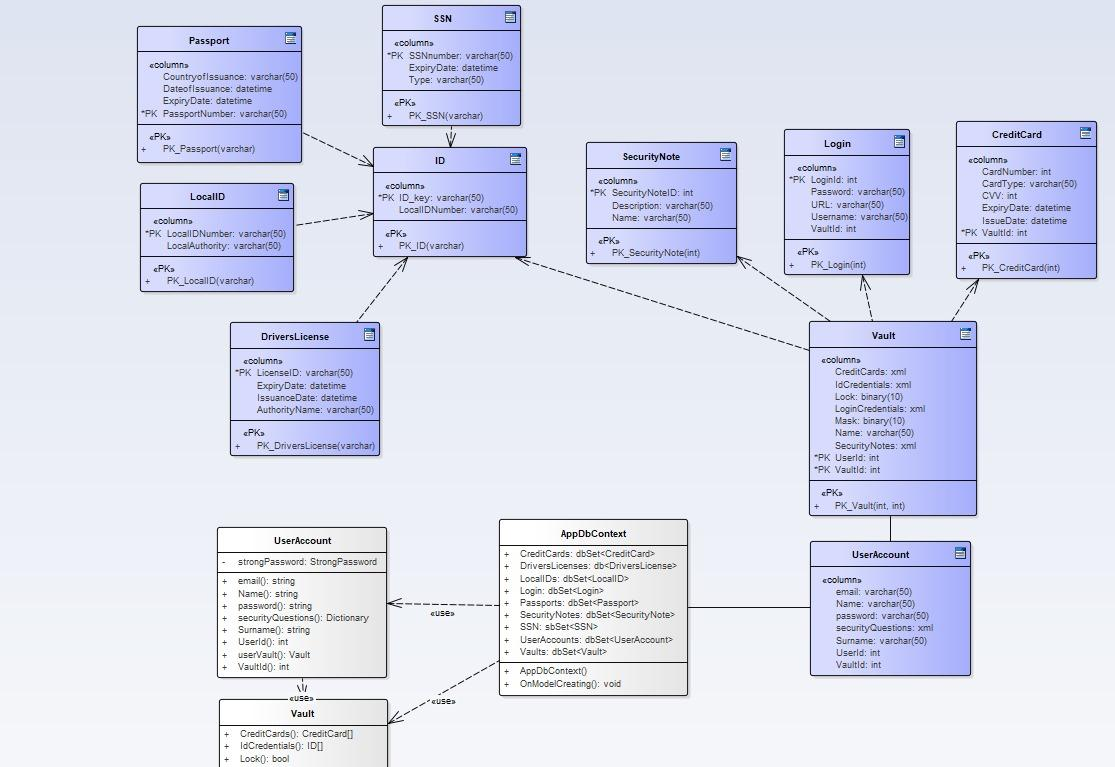 SSN
«column»
*PK SSNnumber: varchar(50)
ExpiryDate: datetime
Type: varchar(50)
«PK»
+ PK_SSN(varchar)
Passport
«column»
CountryofIssuance: varchar(50)
DateofIssuance: datetime
ExpiryDate: datetime
*PK PassportNumber: varchar(50)
«PK»
+ PK_Passport(varchar)
ID
«column»
*PK ID_key: varchar(50)
LocalIDNumber: varchar(50)
«PK»
+ PK_ID(varchar)
LocalID
«column»
*PK LocalIDNumber: varchar(50)
LocalAuthority: varchar(50)
«PK»
+ PK_LocalID(varchar)
SecurityNote
«column»
*PK SecurityNoteID: int
Description: varchar(50)
Name: varchar(50)
«PK»
+ PK_SecurityNote(int)
Login
«column»
*PK LoginId: int
Password: varchar(50)
URL: varchar(50)
Username: varchar(50)
VaultId: int
«PK»
+ PK_Login(int)
CreditCard
«column»
CardNumber: int
CardType: varchar(50)
CVV: int
ExpiryDate: datetime
IssueDate: datetime
*PK VaultId: int
«PK»
+ PK_CreditCard(int)
DriversLicense
«column»
*PK LicenseID: varchar(50)
ExpiryDate: datetime
IssuanceDate: datetime
AuthorityName: varchar(50)
«PK»
+ PK_DriversLicense(varchar)
Vault
«column»
CreditCards: xml
IdCredentials: xml
Lock: binary(10)
LoginCredentials: xml
Mask: binary(10)
Name: varchar(50)
SecurityNotes: xml
*PK UserId: int
*PK VaultId: int
«PK»
+ PK_Vault(int, int)
UserAccount
- strongPassword: StrongPassword
+ email(): string
+ Name(): string
+ password(): string
+ securityQuestions(): Dictionary
+ Surname(): string
+ UserId(): int
+ userVault(): Vault
+ VaultId(): int
«use»
AppDbContext
+ CreditCards: dbSet<CreditCard>
+ DriversLicenses: db<DriversLicense>
+ LocalIDs: dbSet<LocalID>
+ Login: dbSet<Login>
+ Passports: dbSet<Passport>
+ SecurityNotes: dbSet<SecurityNote>
+ SSN: sbSet<SSN>
+ UserAccounts: dbSet<UserAccount>
+ Vaults: dbSet<Vault>
+ AppDbContext()
+ OnModelCreating(): void
UserAccount
«column»
email: varchar(50)
Name: varchar(50)
password: varchar(50)
securityQuestions: xml
Surname: varchar(50)
UserId: int
VaultId: int
«use»
«use»
Vault
+ CreditCards(): CreditCard[]
+ IdCredentials(): ID[]
+ Lock(): bool